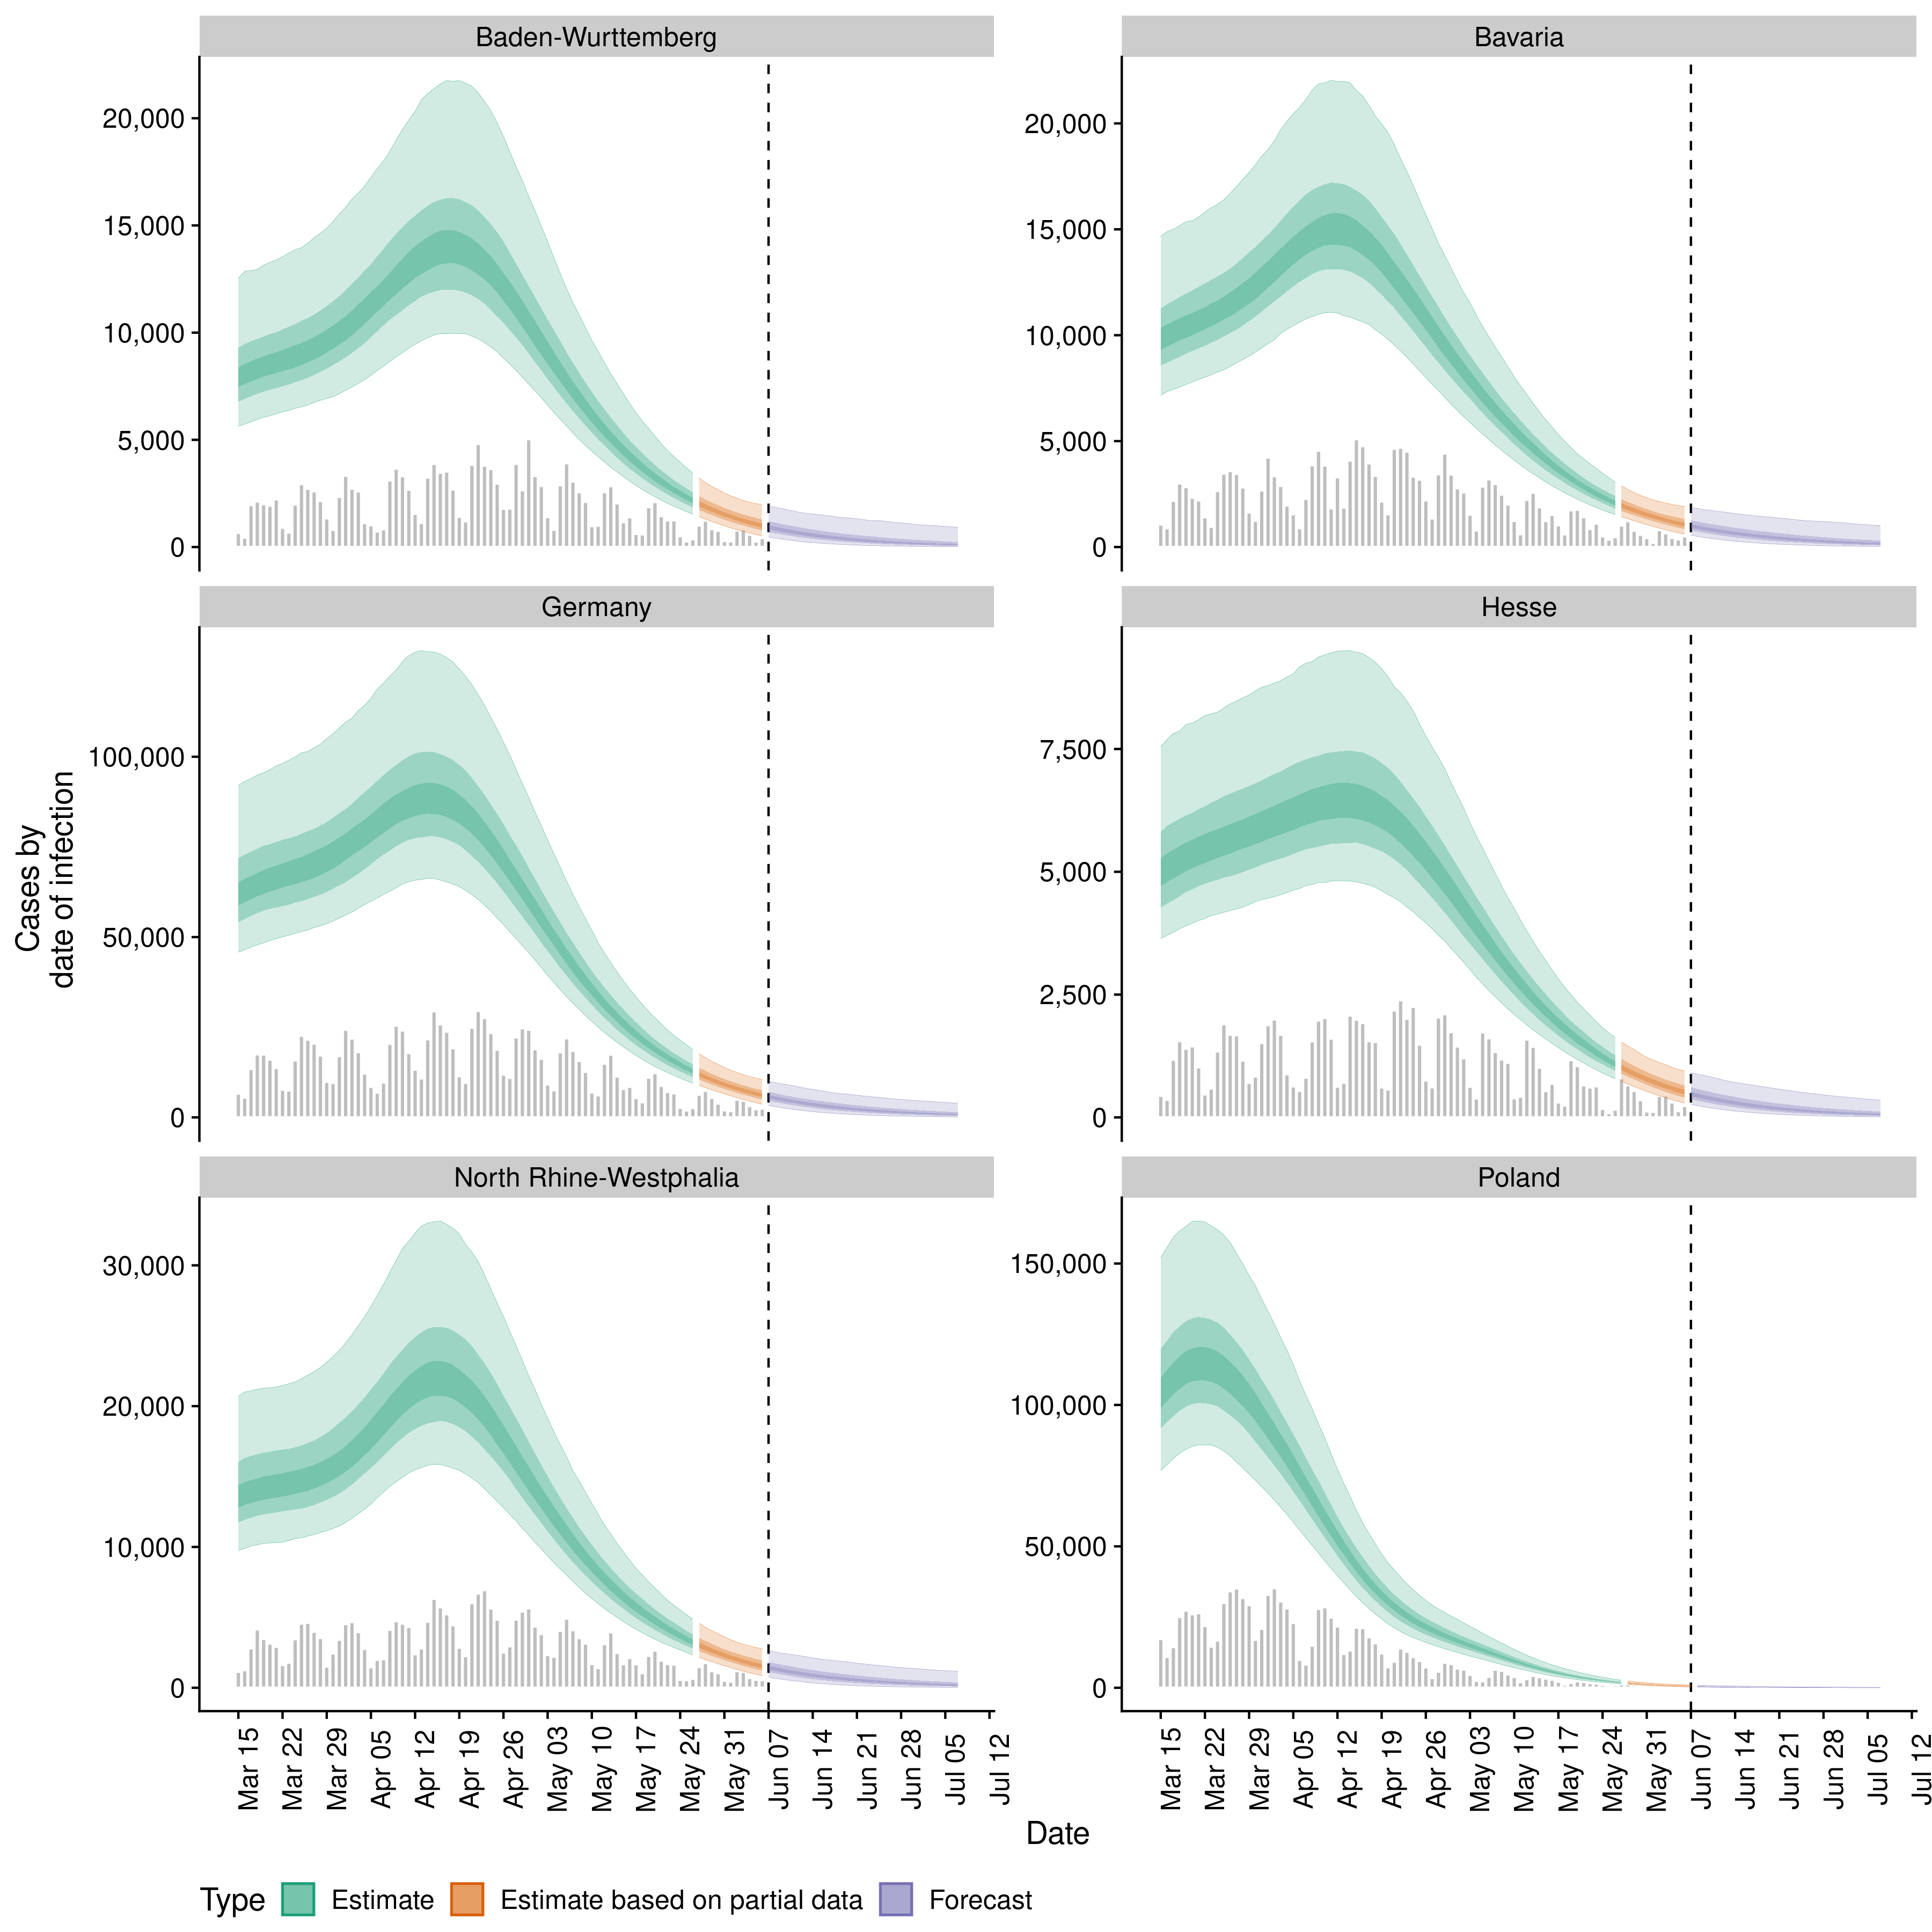 Baden-Wurttemberg
Bavaria
20,000
15,000
10,000
5,000
0
20,000
15,000
10,000
5,000
0
Germany
Hesse
100,000
50,000
0
7,500
5,000
2,500
0
Cases by
date of infection
North Rhine-Westphalia
Poland
30,000
20,000
10,000
0
150,000
100,000
50,000
0
Mar 15
Mar 22
Mar 29
Apr 05
Apr 12
Apr 19
Apr 26
May 03
May 10
May 17
May 24
May 31
Jun 07
Jun 14
Jun 21
Jun 28
Jul 05
Jul 12
Mar 15
Mar 22
Mar 29
Apr 05
Apr 12
Apr 19
Apr 26
May 03
May 10
May 17
May 24
May 31
Jun 07
Jun 14
Jun 21
Jun 28
Jul 05
Jul 12
Date
Type Estimate Estimate based on partial data Forecast